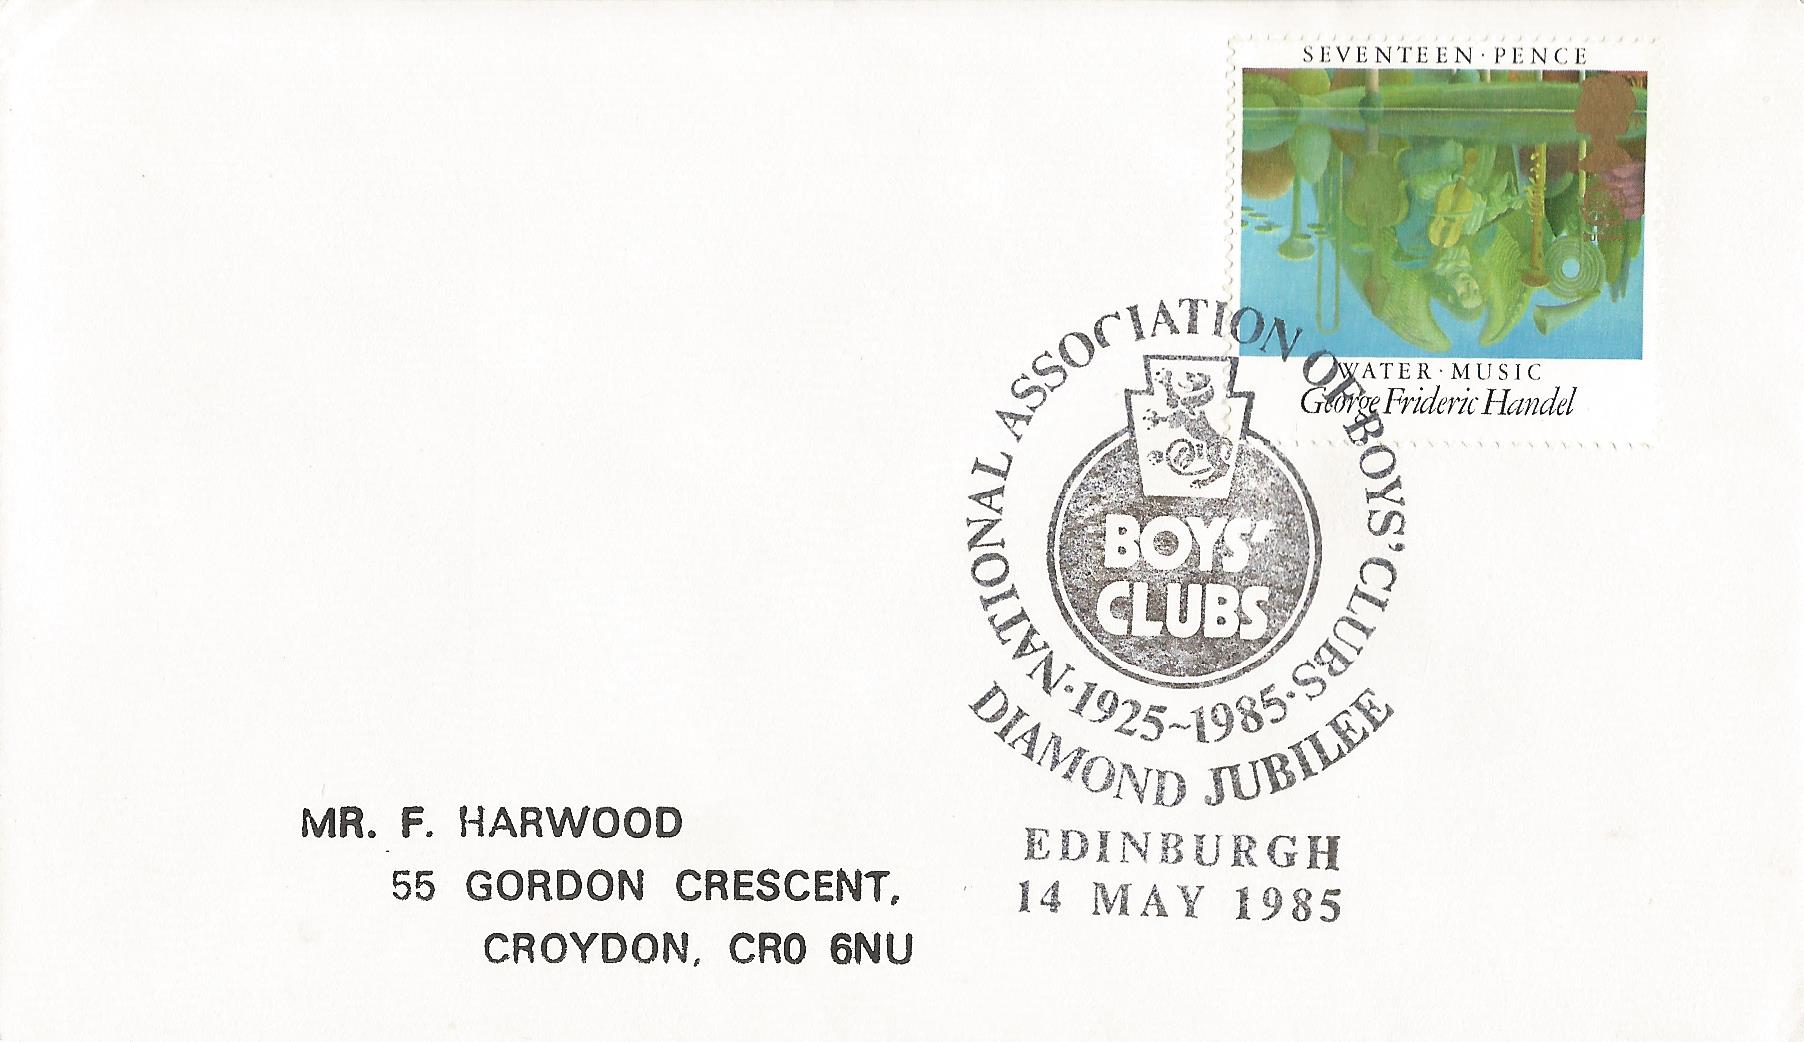 SEVENTEEN · PENCE
WATER · MUSIC
George Frideric Handel
NATIONAL ASSOCIATION OF BOYS' CLUBS
BOYS'
CLUBS
· 1925~1985 ·
DIAMOND JUBILEE
EDINBURGH
14 MAY 1985
MR. F. HARWOOD
55 GORDON CRESCENT,
CROYDON, CR0 6NU